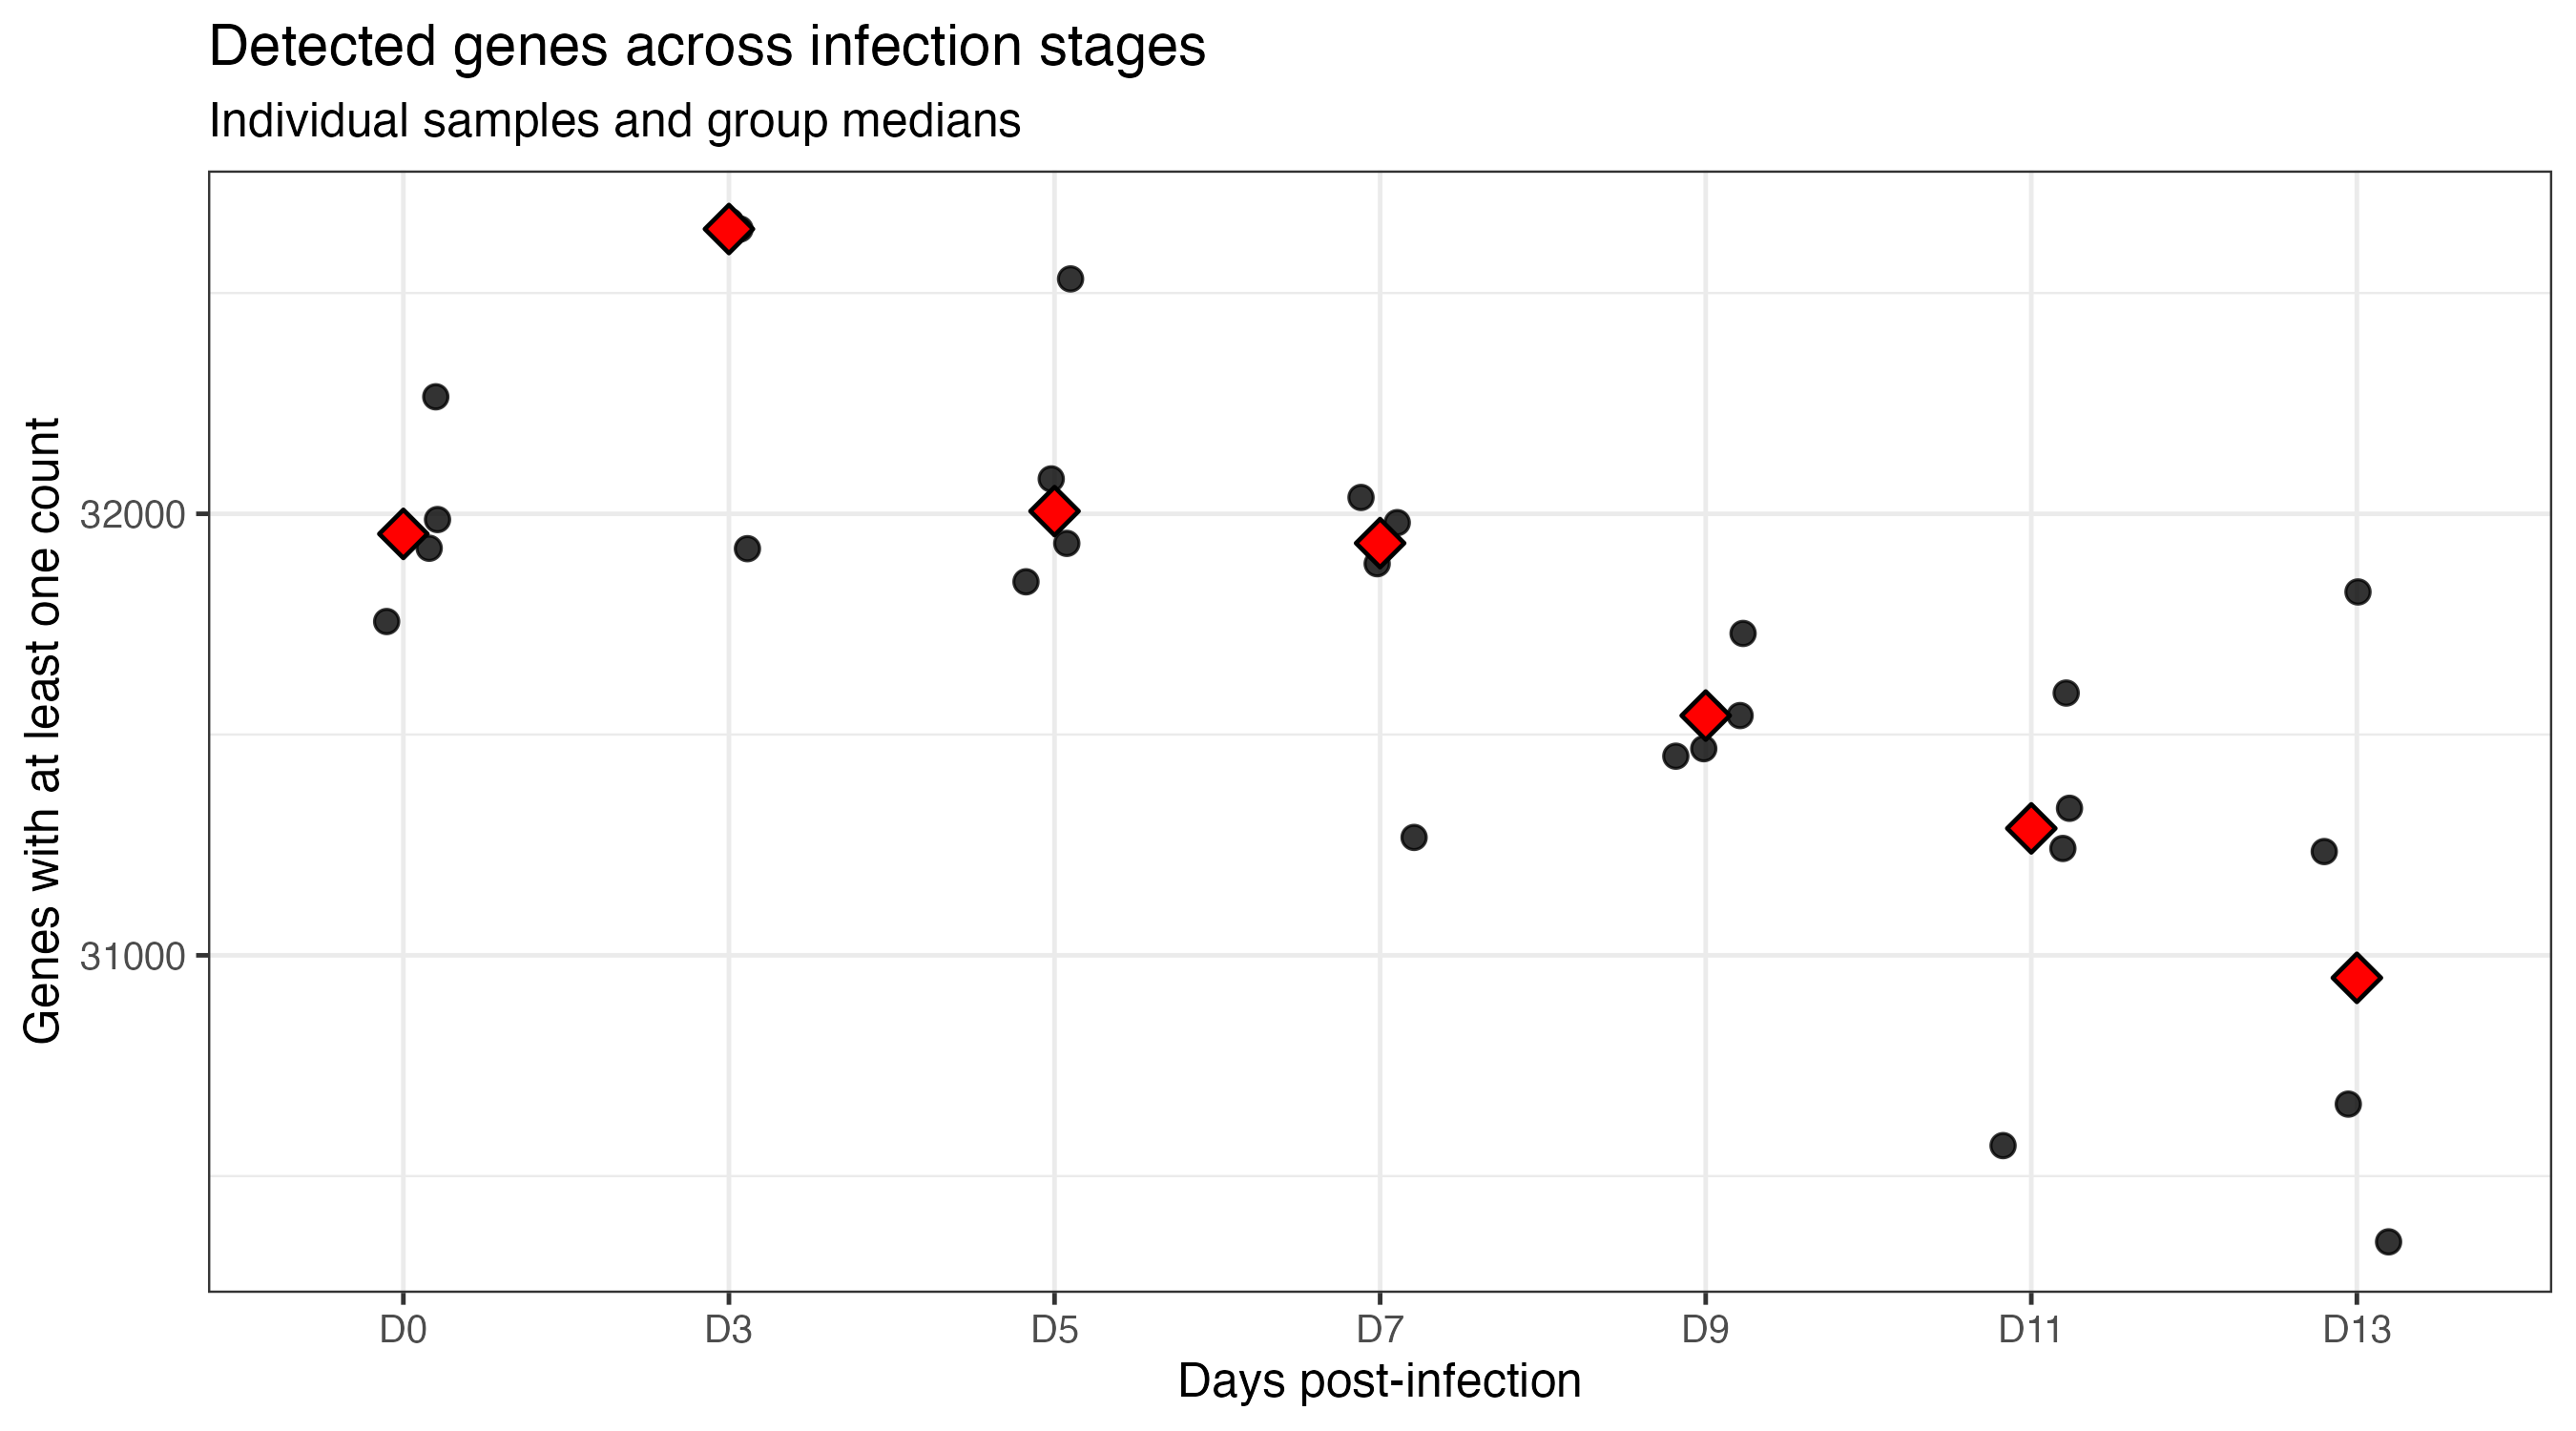 Detected genes across infection stages
Individual samples and group medians
Genes with at least one count
32000
31000
D0
D3
D5
D7
D9
D11
D13
Days post-infection